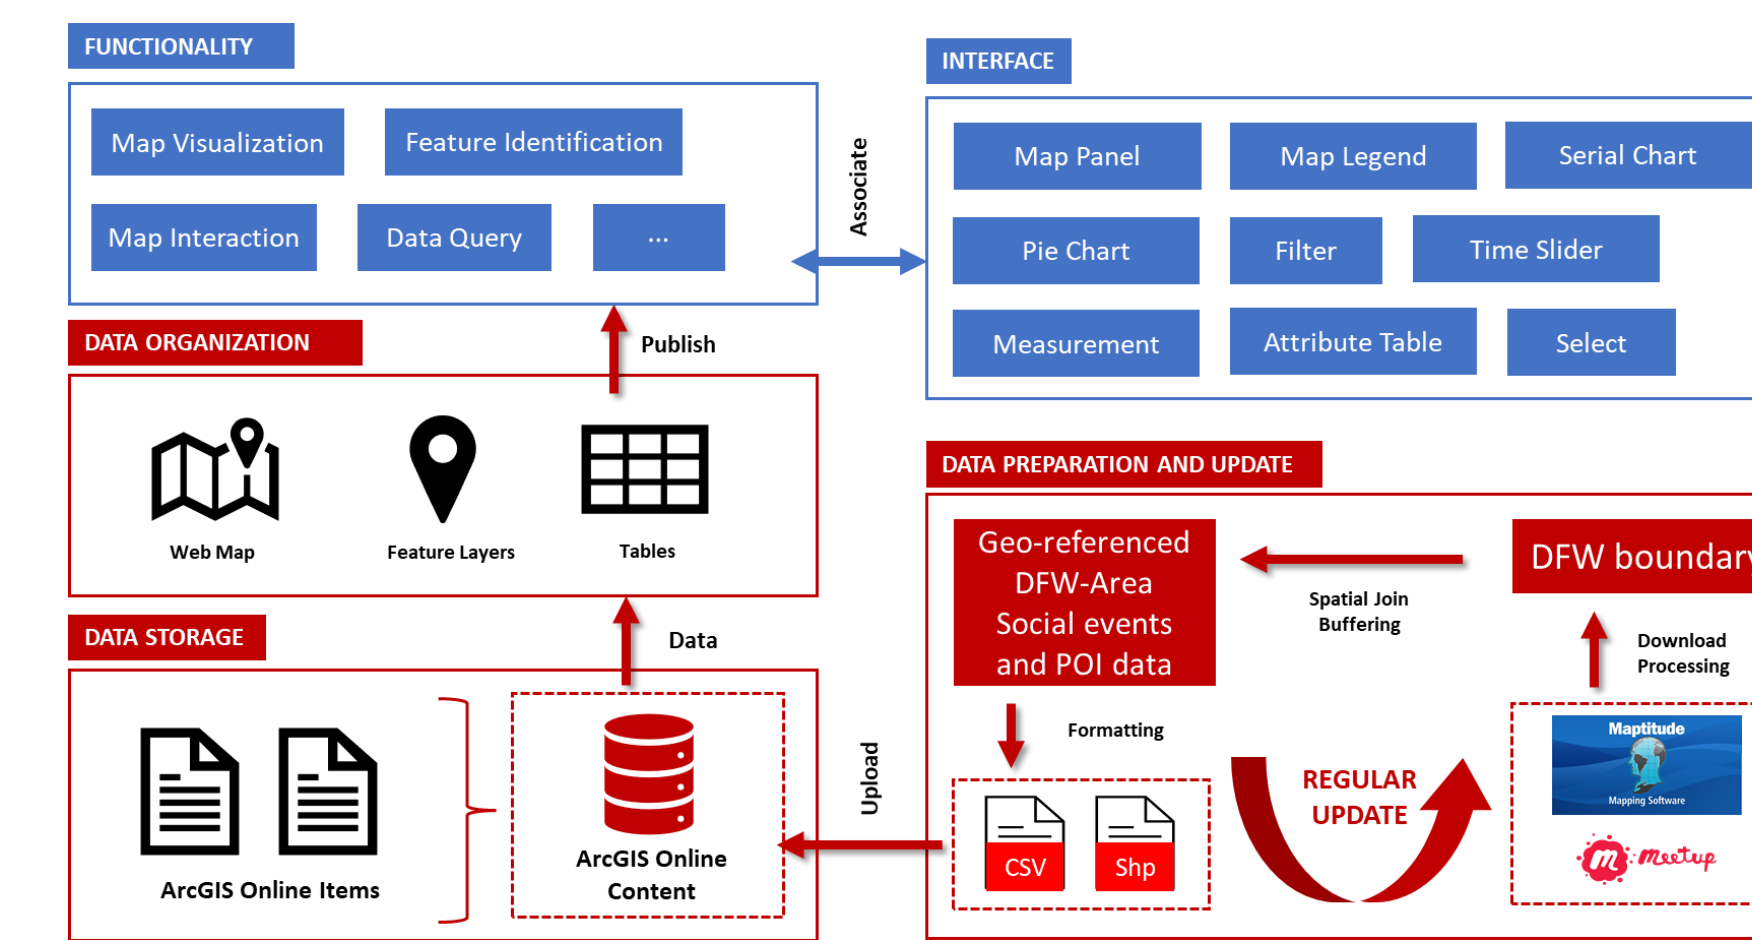 FUNCTIONALITY
Map Visualization
Feature Identification
Map Interaction
Data Query
...
Associate
INTERFACE
Map Panel
Map Legend
Serial Chart
Pie Chart
Filter
Time Slider
Measurement
Attribute Table
Select
DATA ORGANIZATION
Publish
Web Map
Feature Layers
Tables
DATA STORAGE
Data
ArcGIS Online Items
ArcGIS Online
Content
Upload
DATA PREPARATION AND UPDATE
Geo-referenced
DFW-Area
Social events
and POI data
Spatial Join
Buffering
DFW boundary
Download
Processing
Formatting
CSV
Shp
REGULAR
UPDATE
Maptitude
Mapping Software
m
meetup